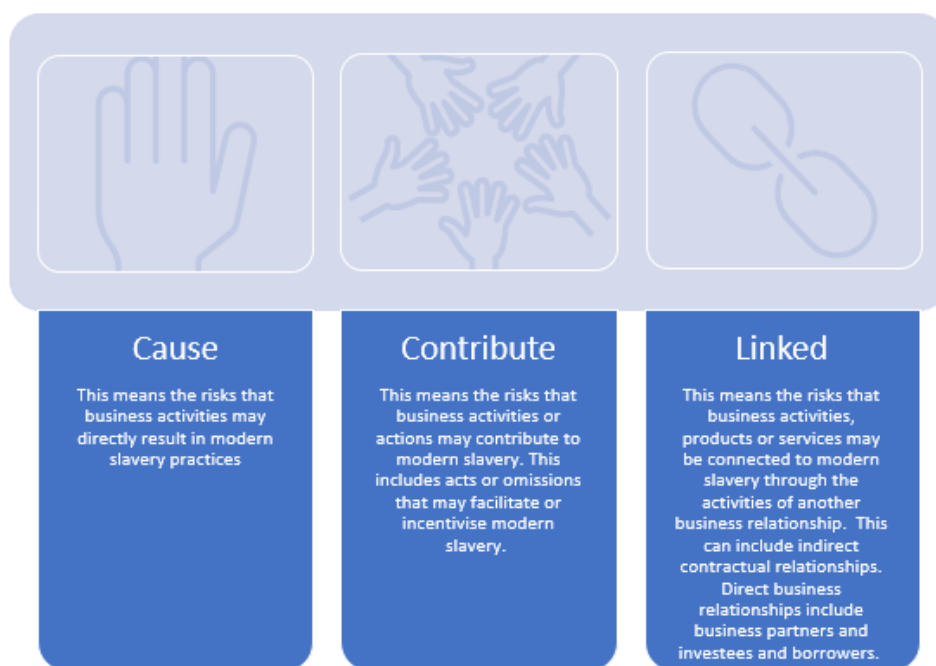 Cause
This means the risks that
business activities may
directly result in modern
slavery practices
Contribute
This means the risks that
business activities or
actions may contribute to
modern slavery. This
includes acts or omissions
that may facilitate or
incentivise modern
slavery.
Linked
This means the risks that
business activities,
products or services may
be connected to modern
slavery through the
activities of another
business relationship.  This
can include indirect
contractual relationships.
Direct business
relationships include
business partners and
investees and borrowers.